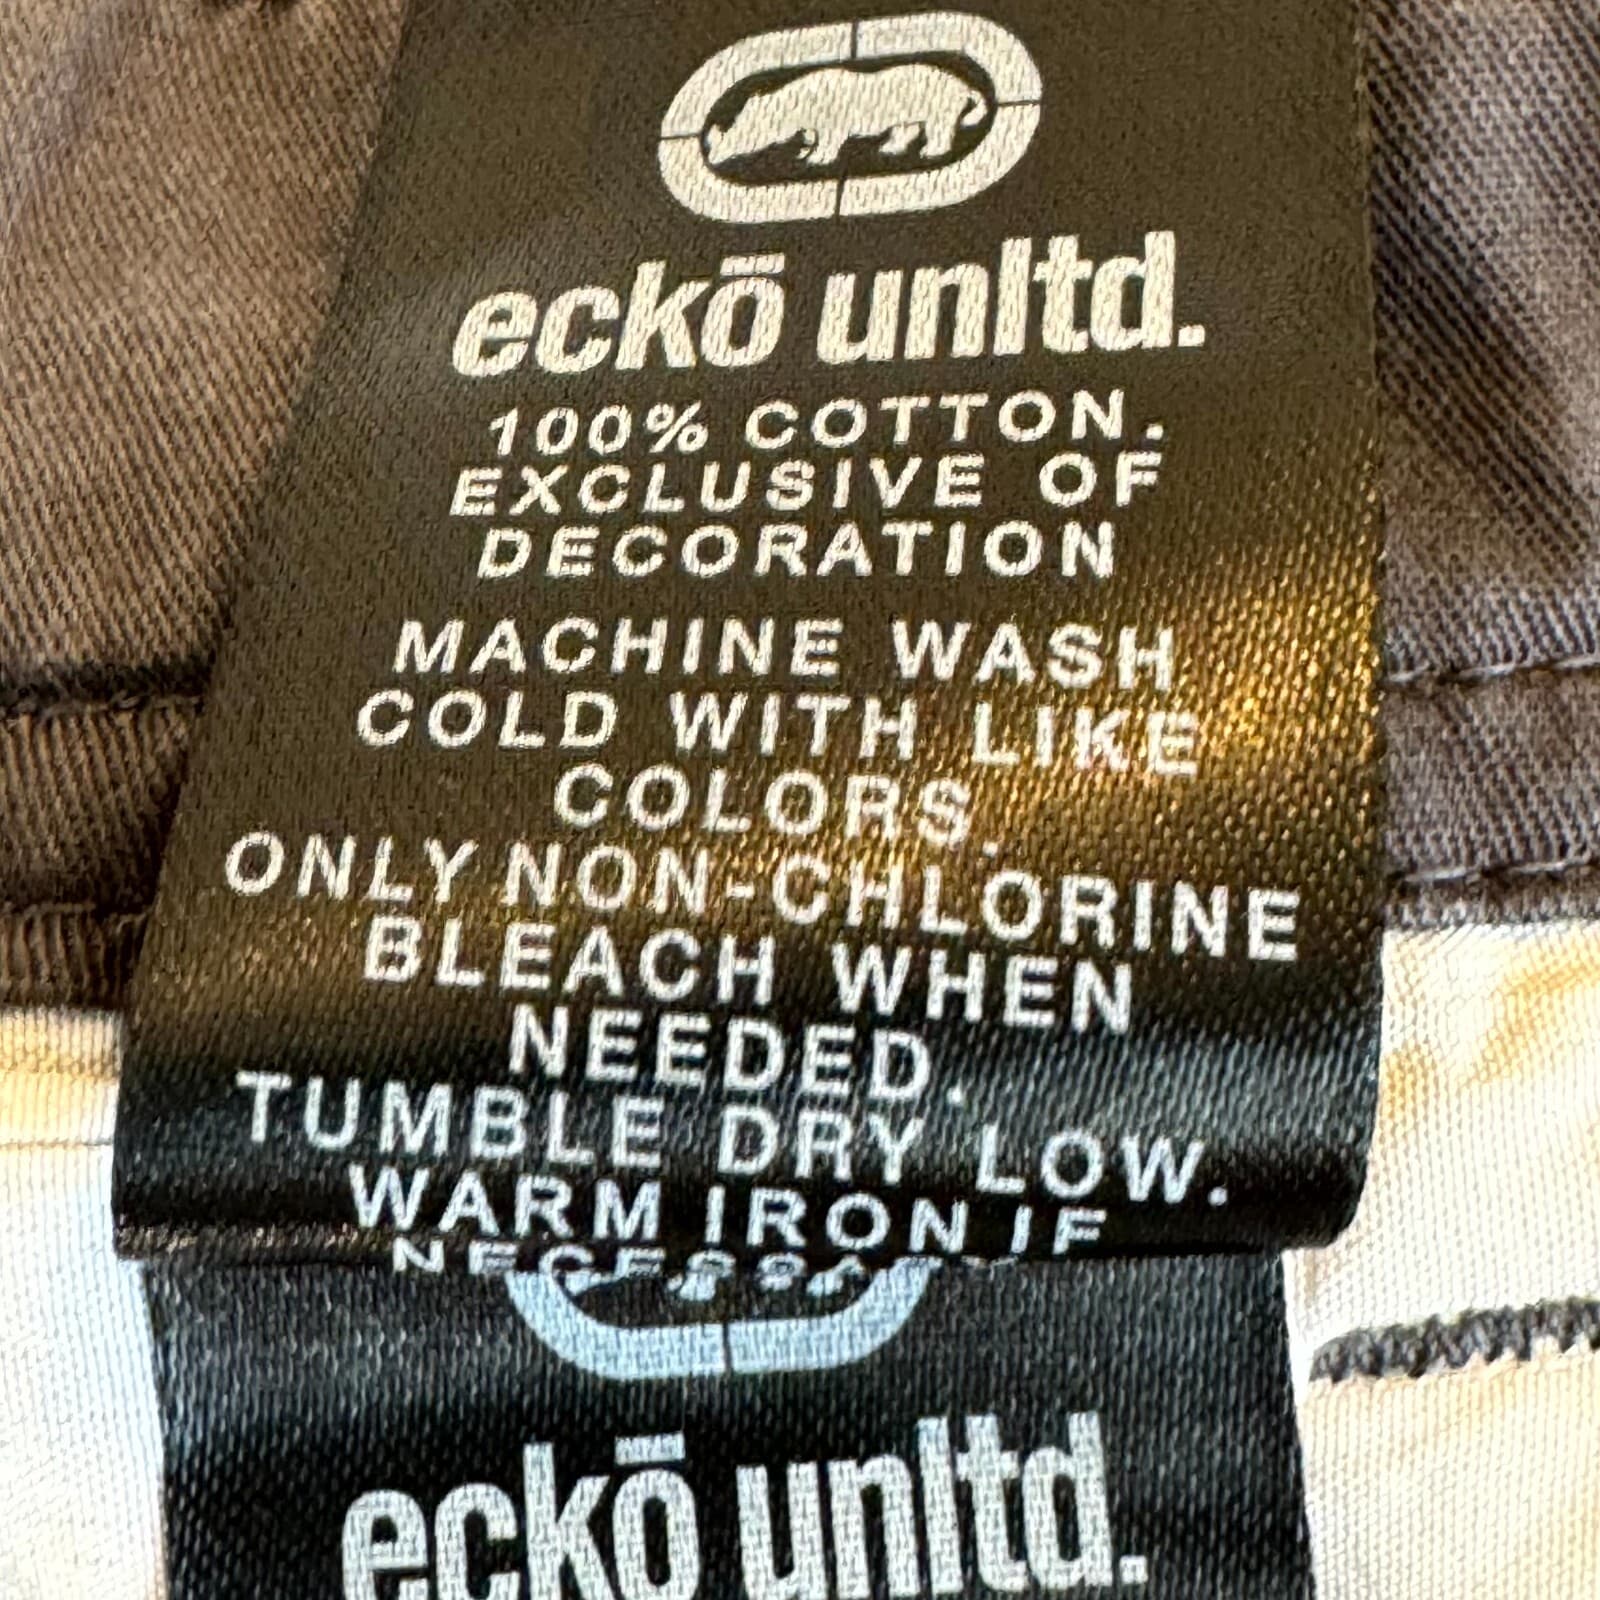 eckō unltd.
100% COTTON.
EXCLUSIVE OF
DECORATION
MACHINE WASH
COLD WITH LIKE
COLORS.
ONLY NON-CHLORINE
BLEACH WHEN
NEEDED.
TUMBLE DRY LOW.
WARM IRON IF
eckō unltd.